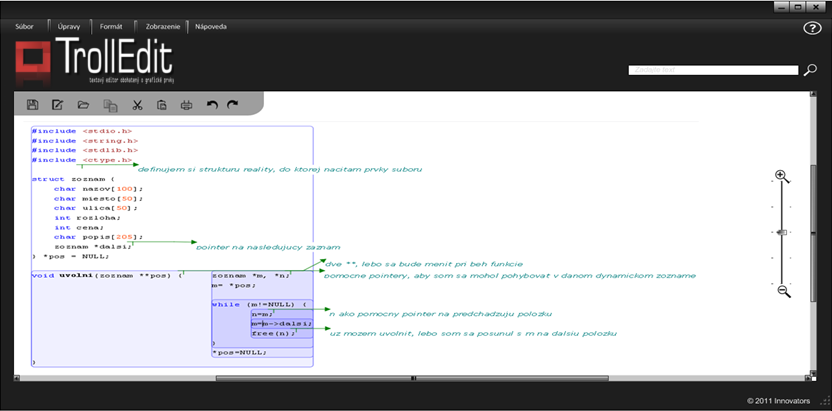 Súbor Úpravy Formát Zobrazenie Nápoveda
?
TrollEdit
textový editor obohatený o grafické prvky
Zadajte text
#include <stdio.h>
#include <string.h>
#include <stdlib.h>
#include <ctype.h>
definujem si strukturu reality, do ktorej nacitam prvky suboru
struct zoznam {
char nazov[100];
char miesto[50];
char ulica[50];
int rozloha;
int cena;
char popis[205];
zoznam *dalsi;
pointer na nasledujucy zaznam
} *pos = NULL;
dve **, lebo sa bude menit pri beh funkcie
void uvolni(zoznam **pos) { zoznam *m, *n;
pomocne pointery, aby som sa mohol pohybovat v danom dynamickom zozname
m= *pos;
while (m!=NULL) {
n=m;
n ako pomocny pointer na predchadzuju polozku
m=m->dalsi;
free(n);
uz mozem uvolnit, lebo som sa posunul s m na dalsiu polozku
}
*pos=NULL;
}
© 2011 Innovators